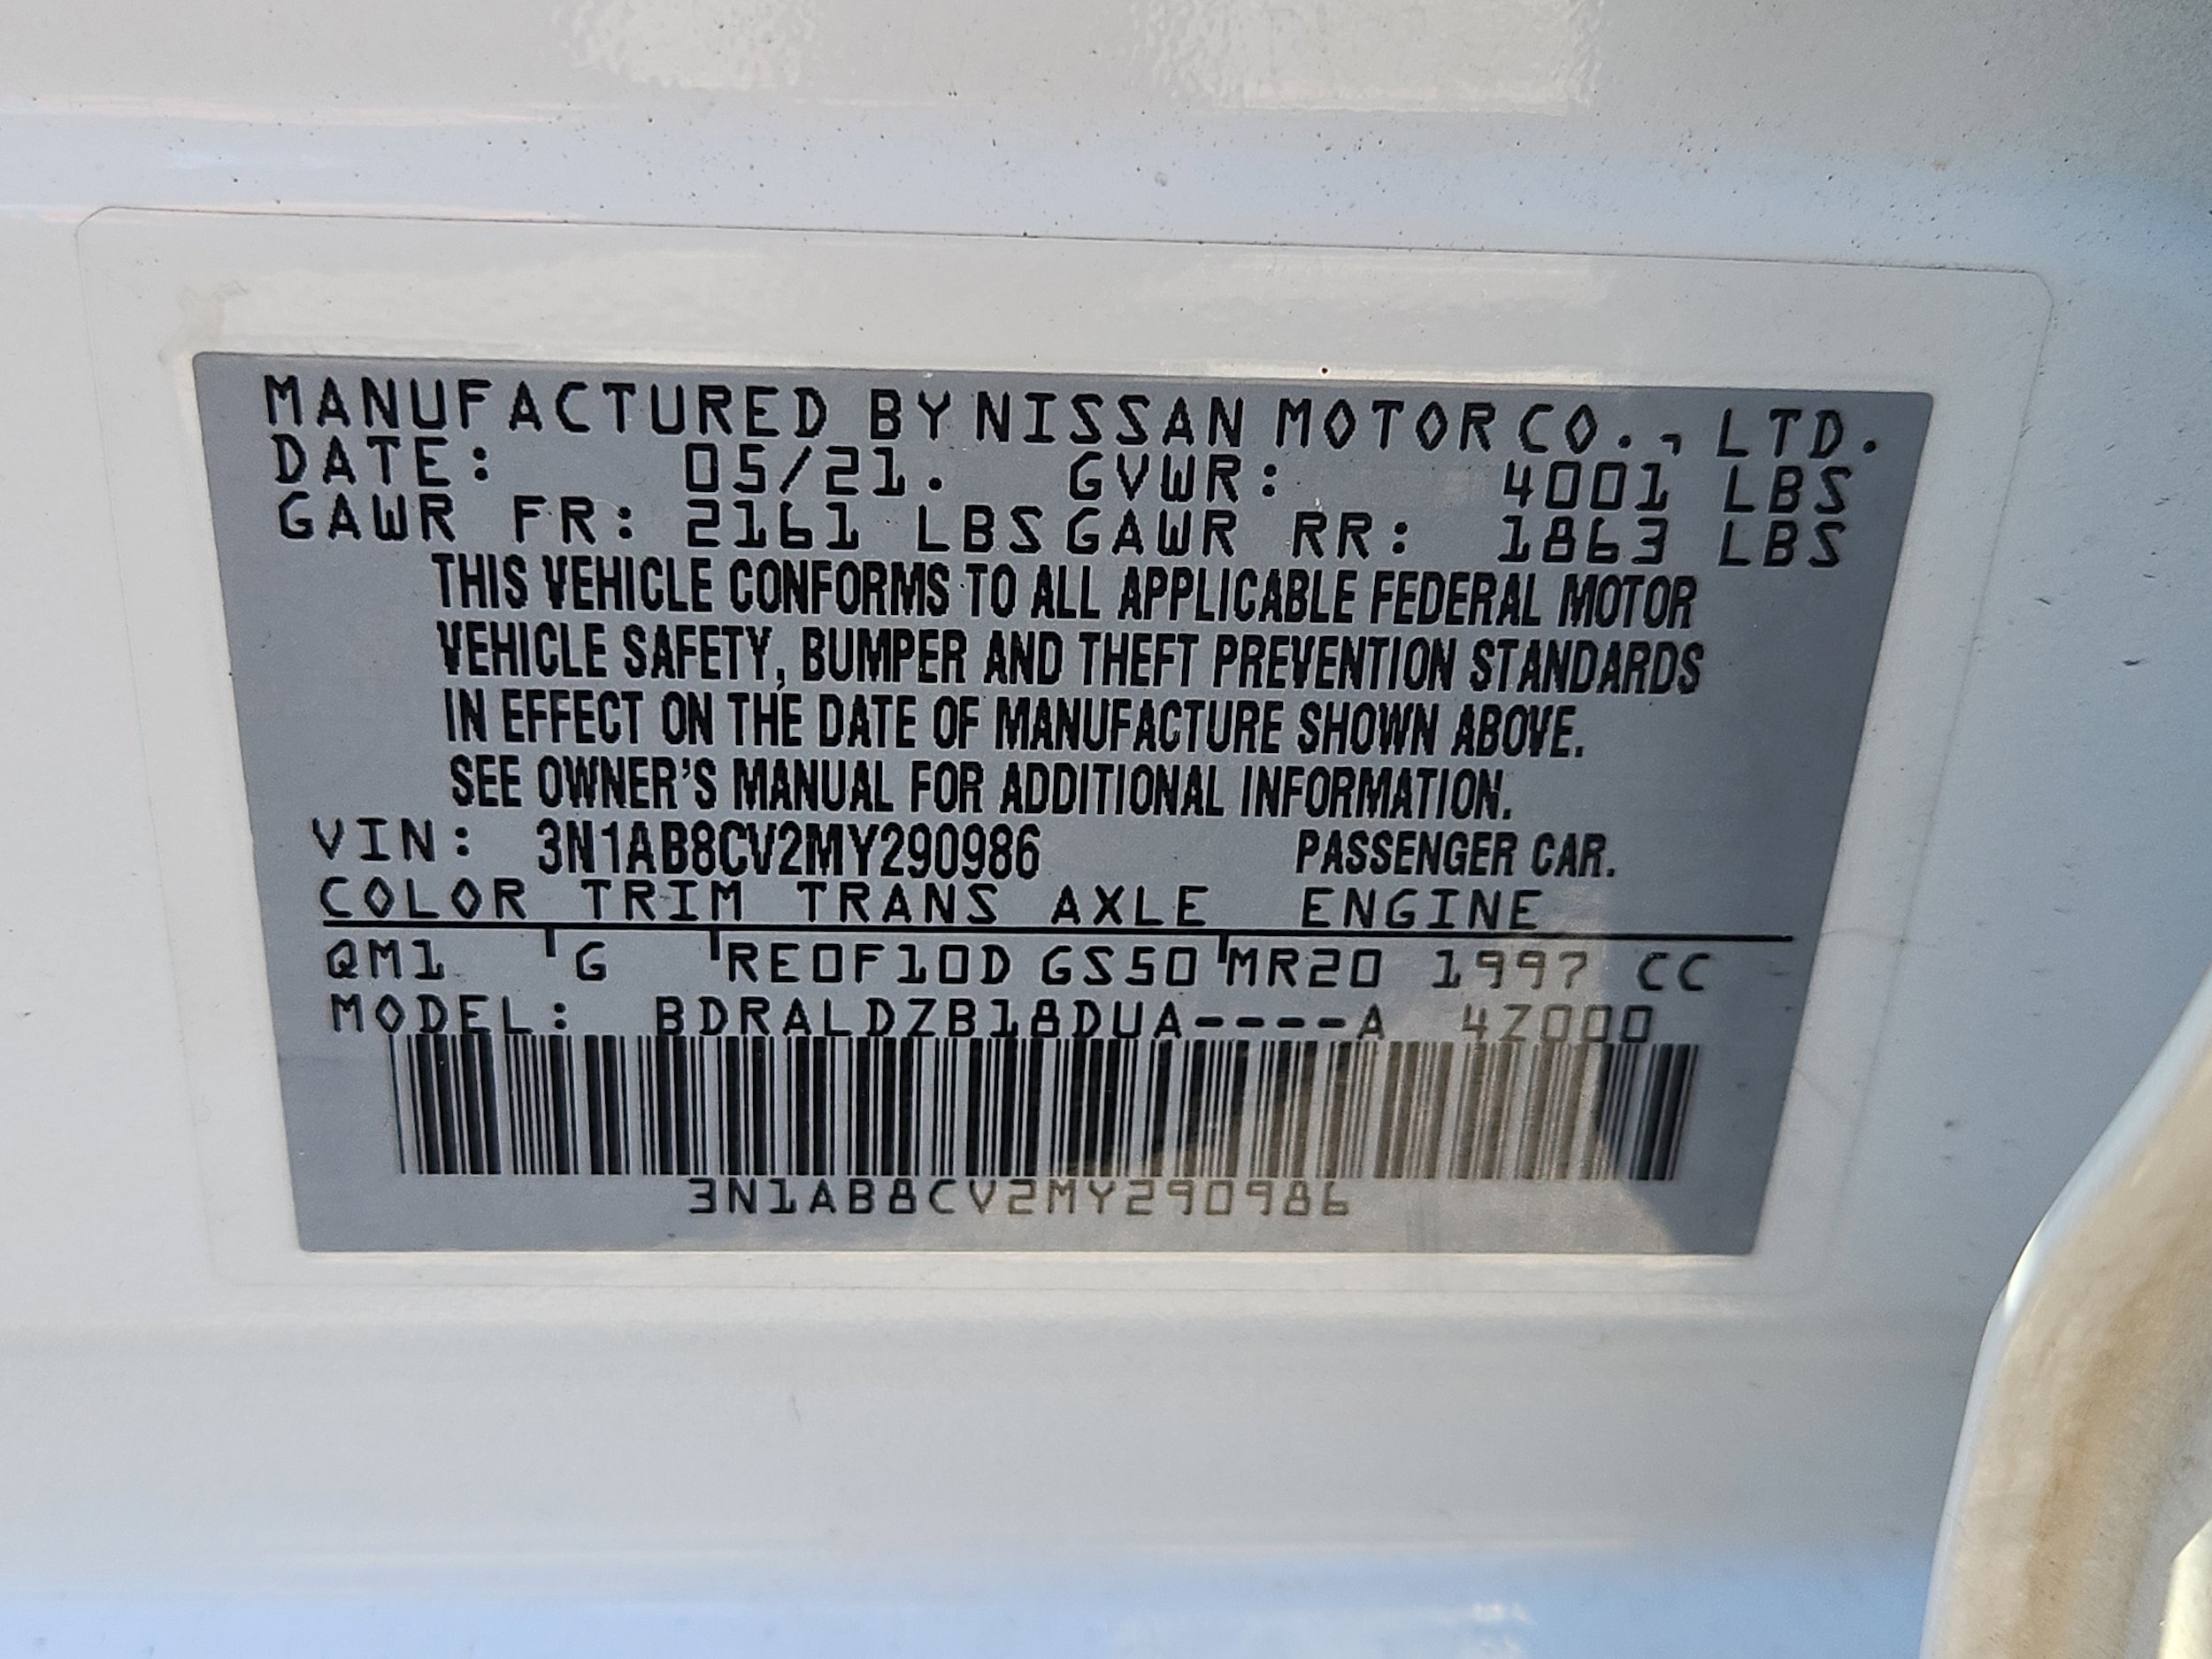 MANUFACTURED BY NISSAN MOTOR CO., LTD.
DATE: 05/21. GVWR: 4001 LBS
GAWR FR: 2161 LBS GAWR RR: 1863 LBS
THIS VEHICLE CONFORMS TO ALL APPLICABLE FEDERAL MOTOR
VEHICLE SAFETY, BUMPER AND THEFT PREVENTION STANDARDS
IN EFFECT ON THE DATE OF MANUFACTURE SHOWN ABOVE.
SEE OWNER'S MANUAL FOR ADDITIONAL INFORMATION.
VIN: 3N1AB8CV2MY290986 PASSENGER CAR.
COLOR TRIM TRANS AXLE ENGINE
QM1 G RE0F10D GS50 MR20 1997 CC
MODEL: BDRALDZB18DUA----A 4Z000
3N1AB8CV2MY290986